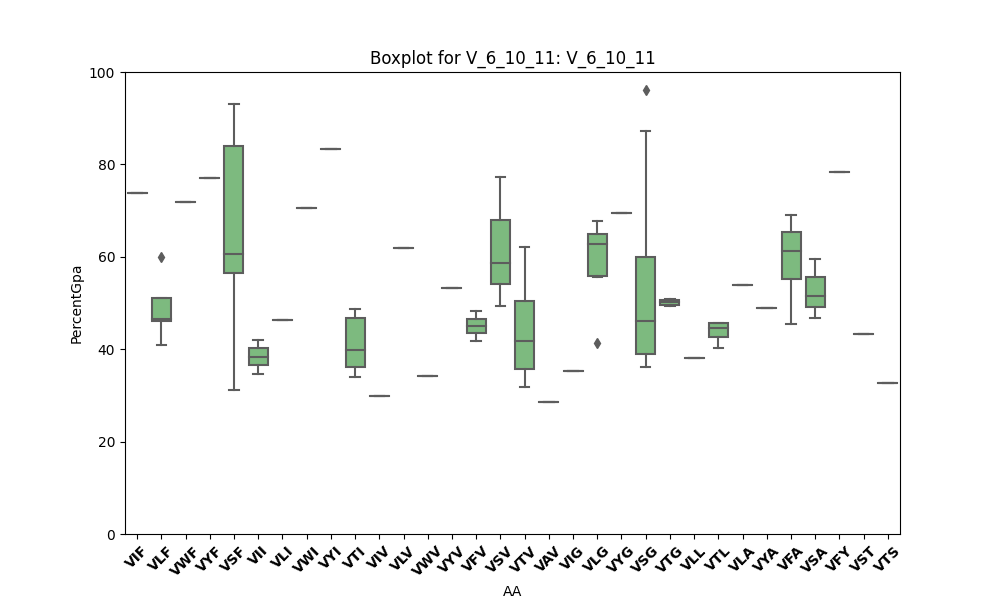 Boxplot for V_6_10_11: V_6_10_11
100
80
60
40
20
0
PercentGpa
VIF VLF VWF VYF VSF VII VLI VWI VYI VTI VIV VLV VWV VYV VFV VSV VTV VAV VIG VLG VYG VSG VTG VLL VTL VLA VYA VFA VSA VFY VST VTS
AA